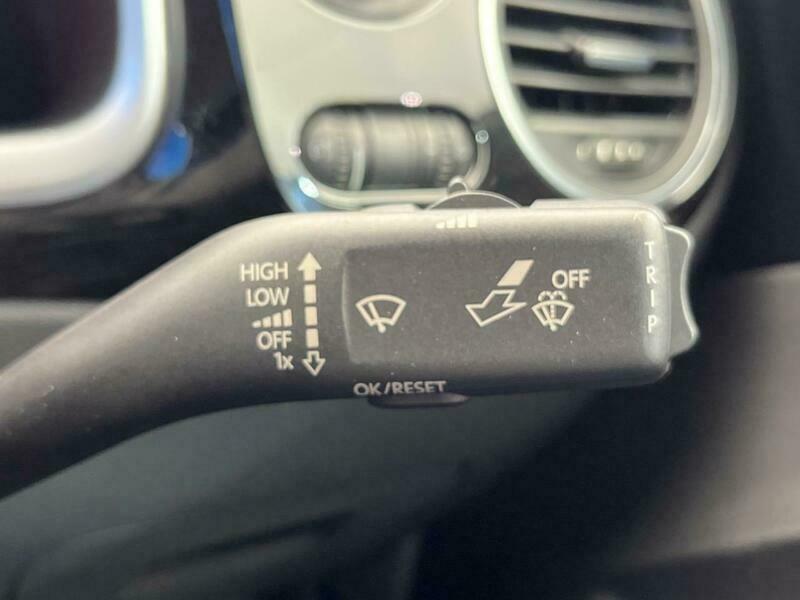 HIGH
LOW
OFF
1x
OFF
TRIP
OK/RESET